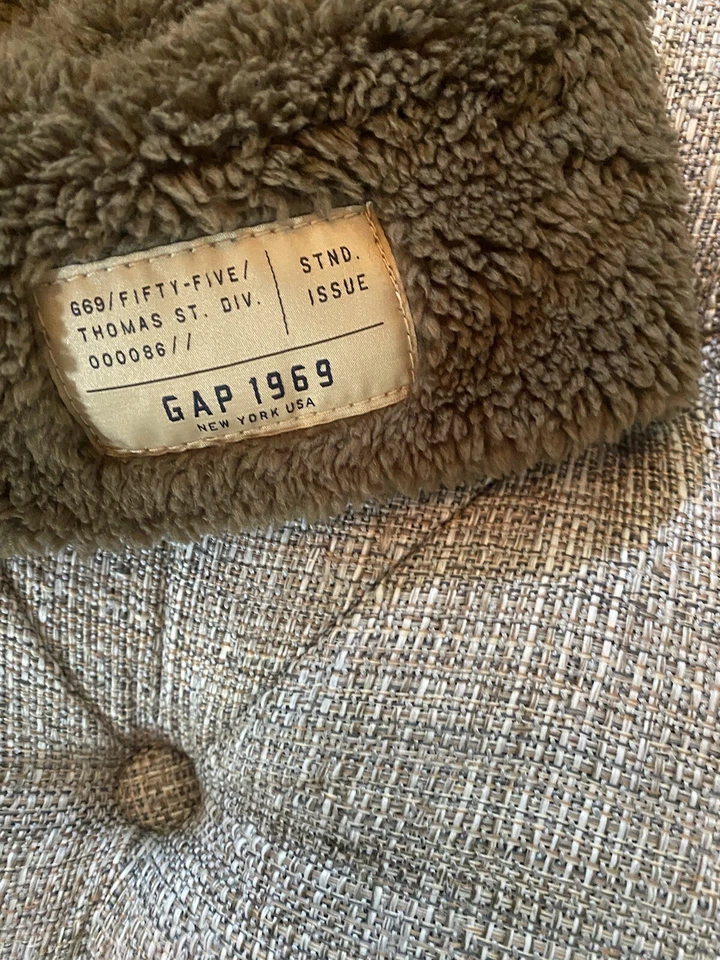 G69/FIFTY-FIVE/
THOMAS ST. DIV.
000086//
STND.
ISSUE
GAP 1969
NEW YORK USA